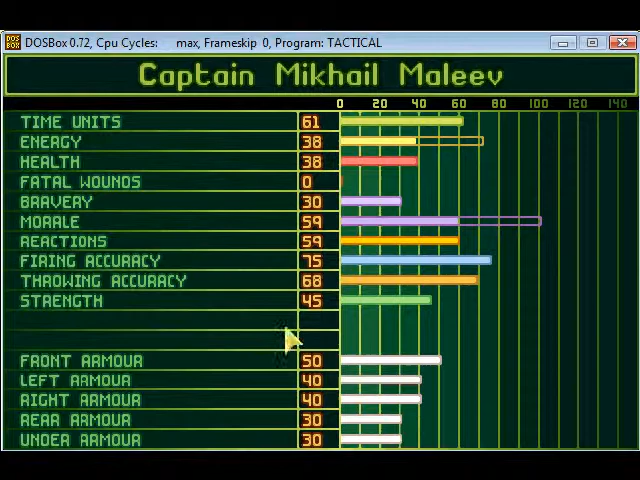 DOS BOX DOSBox 0.72, Cpu Cycles: max, Frameskip 0, Program: TACTICAL
Captain Mikhail Maleev
0 20 40 60 80 100 120 140
TIME UNITS 61
ENERGY 38
HEALTH 38
FATAL WOUNDS 0
BRAVERY 30
MORALE 59
REACTIONS 59
FIRING ACCURACY 75
THROWING ACCURACY 68
STRENGTH 45
FRONT ARMOUR 50
LEFT ARMOUR 40
RIGHT ARMOUR 40
REAR ARMOUR 30
UNDER ARMOUR 30